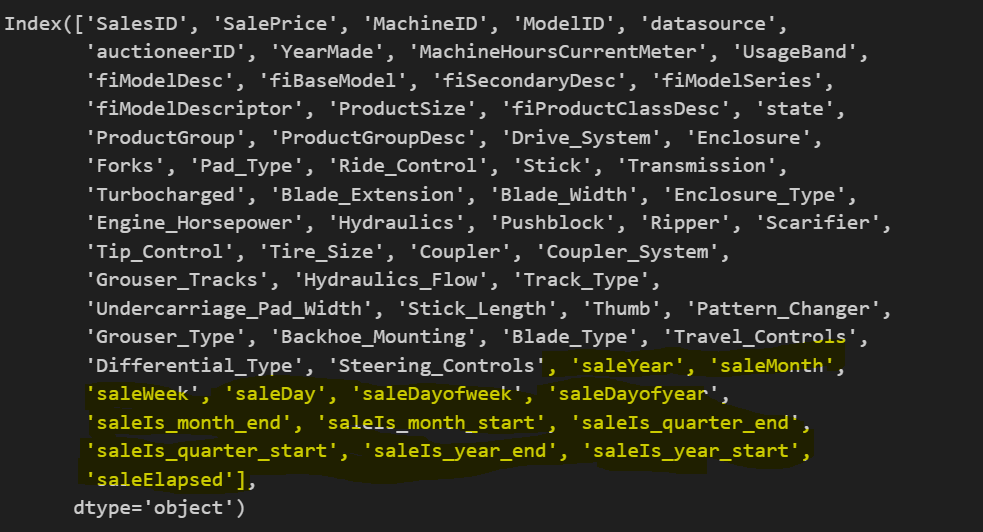 Index(['SalesID', 'SalePrice', 'MachineID', 'ModelID', 'datasource',
'auctioneerID', 'YearMade', 'MachineHoursCurrentMeter', 'UsageBand',
'fiModelDesc', 'fiBaseModel', 'fiSecondaryDesc', 'fiModelSeries',
'fiModelDescriptor', 'ProductSize', 'fiProductClassDesc', 'state',
'ProductGroup', 'ProductGroupDesc', 'Drive_System', 'Enclosure',
'Forks', 'Pad_Type', 'Ride_Control', 'Stick', 'Transmission',
'Turbocharged', 'Blade_Extension', 'Blade_Width', 'Enclosure_Type',
'Engine_Horsepower', 'Hydraulics', 'Pushblock', 'Ripper', 'Scarifier',
'Tip_Control', 'Tire_Size', 'Coupler', 'Coupler_System',
'Grouser_Tracks', 'Hydraulics_Flow', 'Track_Type',
'Undercarriage_Pad_Width', 'Stick_Length', 'Thumb', 'Pattern_Changer',
'Grouser_Type', 'Backhoe_Mounting', 'Blade_Type', 'Travel_Controls',
'Differential_Type', 'Steering_Controls', 'saleYear', 'saleMonth',
'saleWeek', 'saleDay', 'saleDayofweek', 'saleDayofyear',
'saleIs_month_end', 'saleIs_month_start', 'saleIs_quarter_end',
'saleIs_quarter_start', 'saleIs_year_end', 'saleIs_year_start',
'saleElapsed'],
dtype='object')